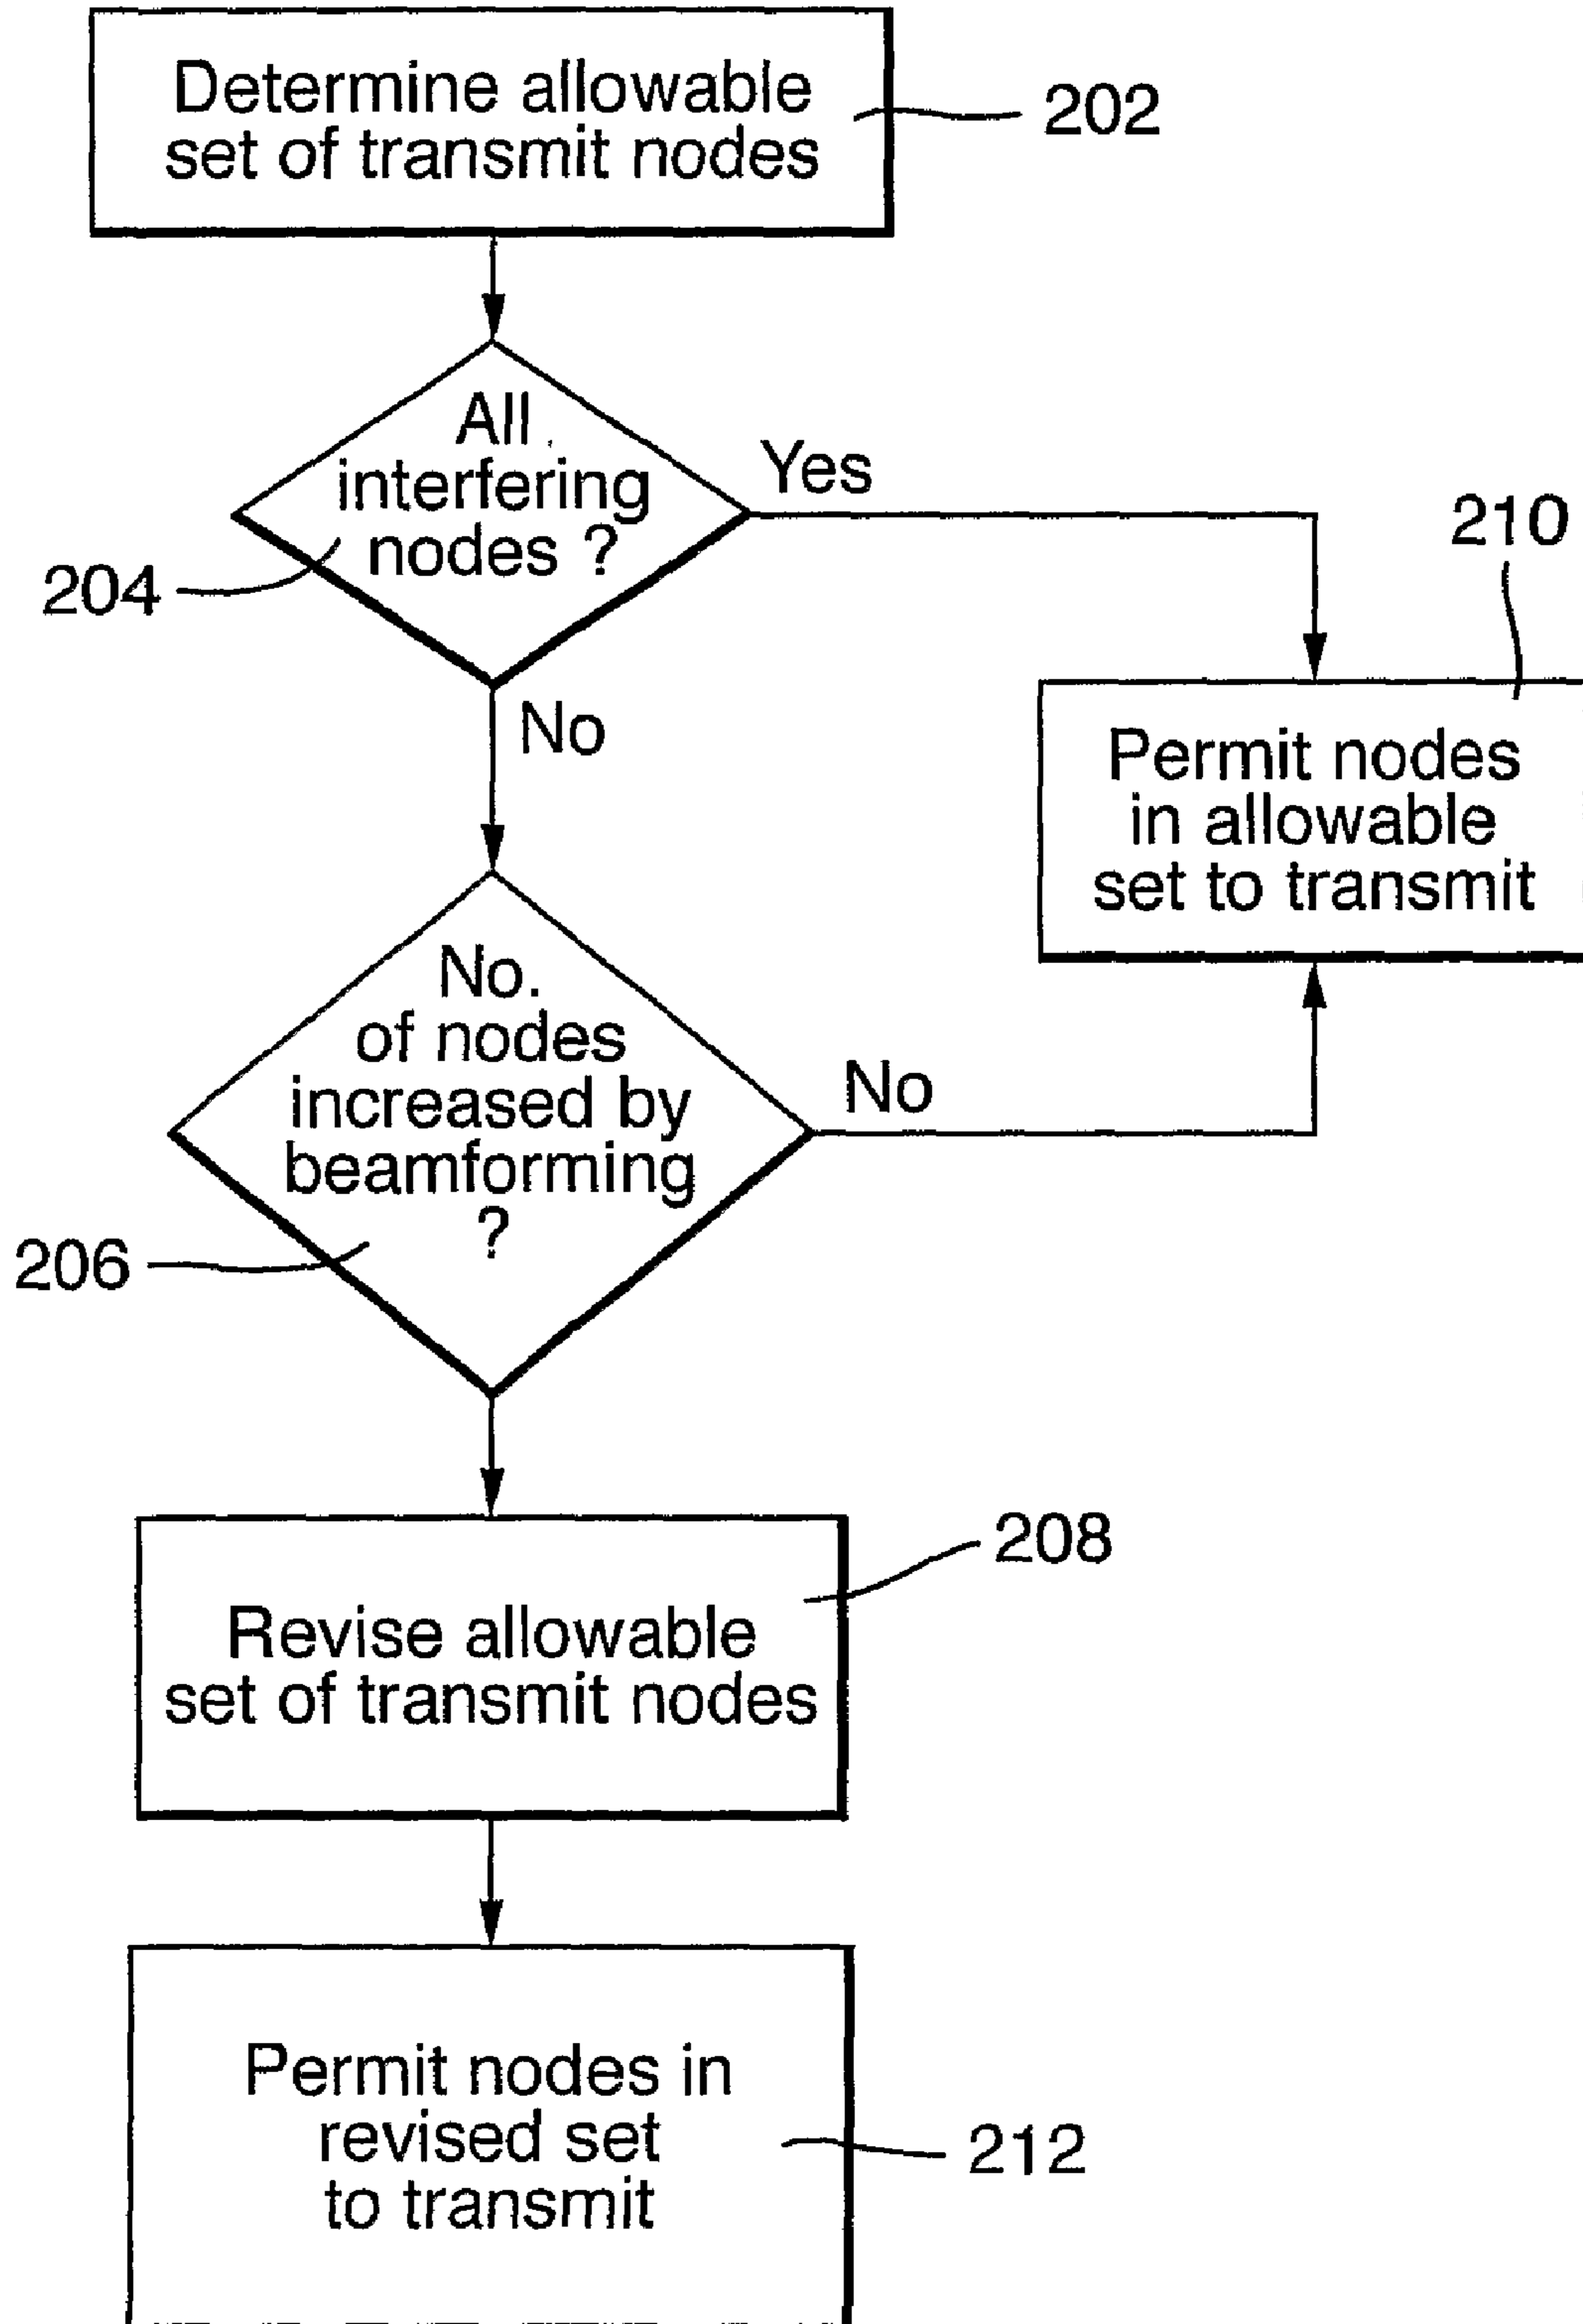 Determine allowable
set of transmit nodes
202
All
interfering
nodes ?
Yes
204
210
No
Permit nodes
in allowable
set to transmit
No.
of nodes
increased by
beamforming
?
No
206
208
Revise allowable
set of transmit nodes
Permit nodes in
revised set
to transmit
212